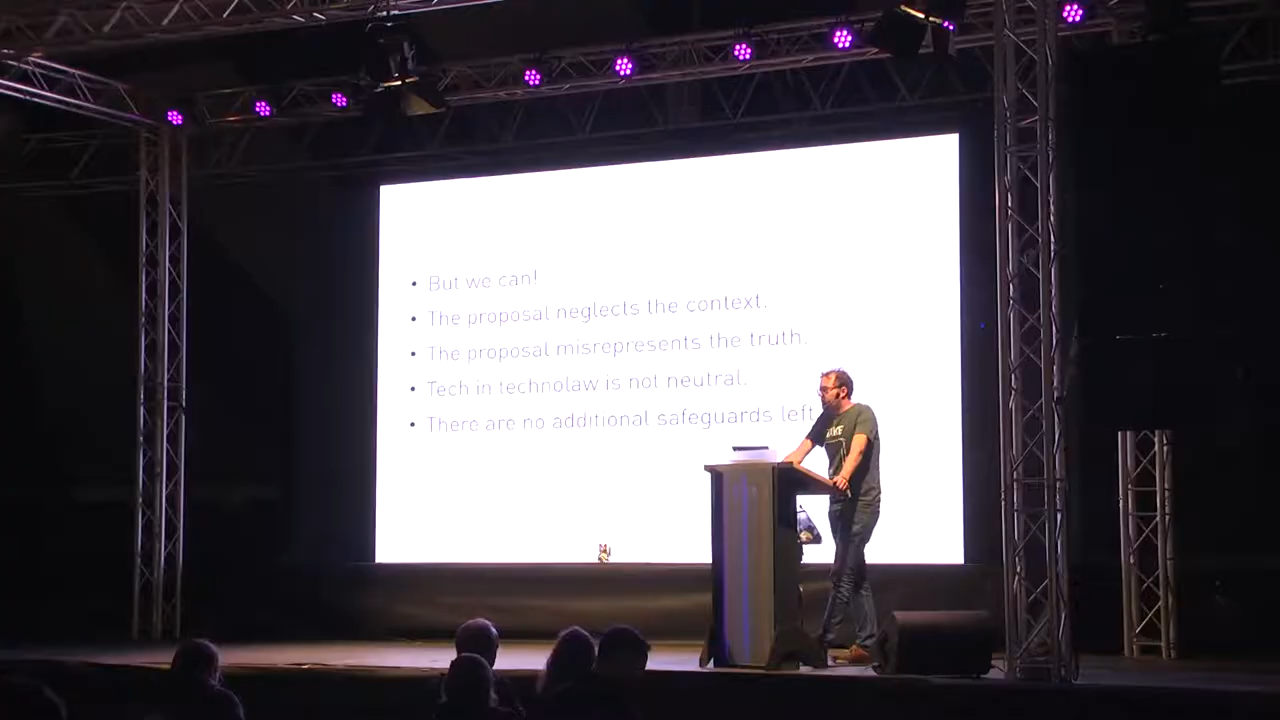 • But we can!
• The proposal neglects the context.
• The proposal misrepresents the truth.
• Tech in technolaw is not neutral.
• There are no additional safeguards left